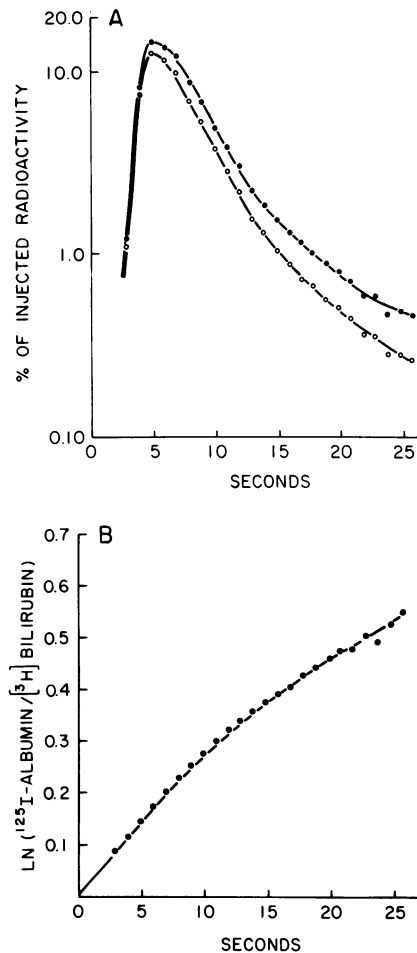 A
20.0
10.0
1.0
0.10
% OF INJECTED RADIOACTIVITY
0 5 10 15 20 25
SECONDS
B
0.7
0.6
0.5
0.4
0.3
0.2
0.1
LN (¹²⁵I-ALBUMIN/[³H] BILIRUBIN)
0 5 10 15 20 25
SECONDS